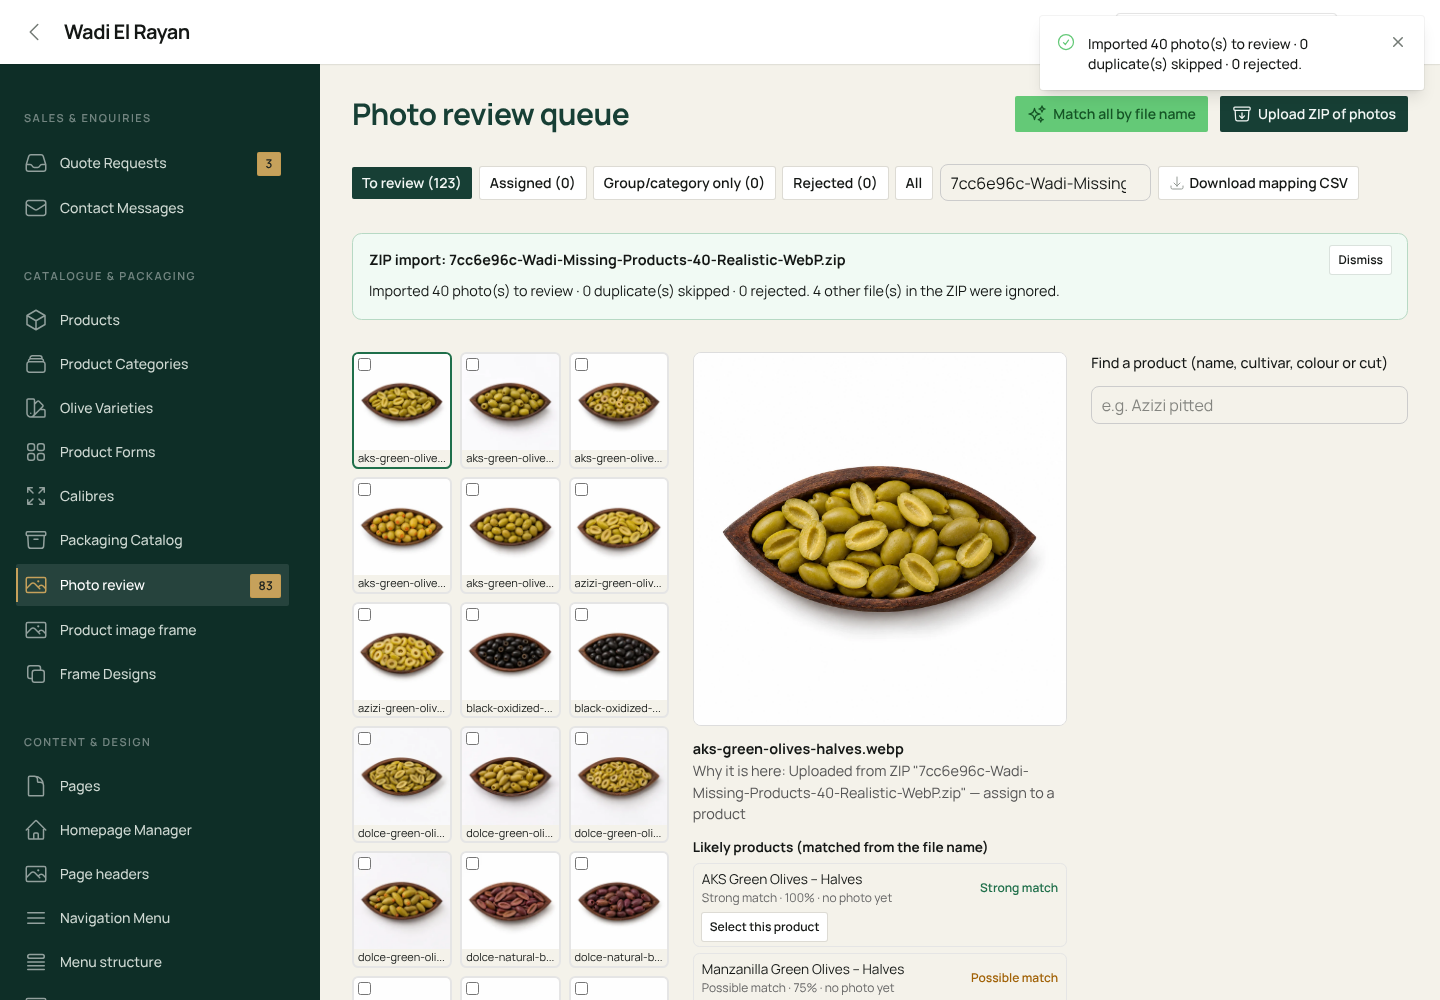 Wadi El Rayan
Imported 40 photo(s) to review · 0
duplicate(s) skipped · 0 rejected.
SALES & ENQUIRIES
Quote Requests
3
Contact Messages
CATALOGUE & PACKAGING
Products
Product Categories
Olive Varieties
Product Forms
Calibres
Packaging Catalog
Photo review
83
Product image frame
Frame Designs
CONTENT & DESIGN
Pages
Homepage Manager
Page headers
Navigation Menu
Menu structure
Photo review queue
Match all by file name
Upload ZIP of photos
To review (123)
Assigned (0)
Group/category only (0)
Rejected (0)
All
7cc6e96c-Wadi-Missing
Download mapping CSV
ZIP import: 7cc6e96c-Wadi-Missing-Products-40-Realistic-WebP.zip
Dismiss
Imported 40 photo(s) to review · 0 duplicate(s) skipped · 0 rejected. 4 other file(s) in the ZIP were ignored.
aks-green-olive...
aks-green-olive...
aks-green-olive...
aks-green-olive...
aks-green-olive...
azizi-green-oliv...
azizi-green-oliv...
black-oxidized-...
black-oxidized-...
dolce-green-oli...
dolce-green-oli...
dolce-green-oli...
dolce-green-oli...
dolce-natural-b...
dolce-natural-b...
aks-green-olives-halves.webp
Why it is here: Uploaded from ZIP "7cc6e96c-Wadi-
Missing-Products-40-Realistic-WebP.zip" — assign to a
product
Likely products (matched from the file name)
AKS Green Olives – Halves
Strong match · 100% · no photo yet
Strong match
Select this product
Manzanilla Green Olives – Halves
Possible match · 75% · no photo yet
Possible match
Find a product (name, cultivar, colour or cut)
e.g. Azizi pitted